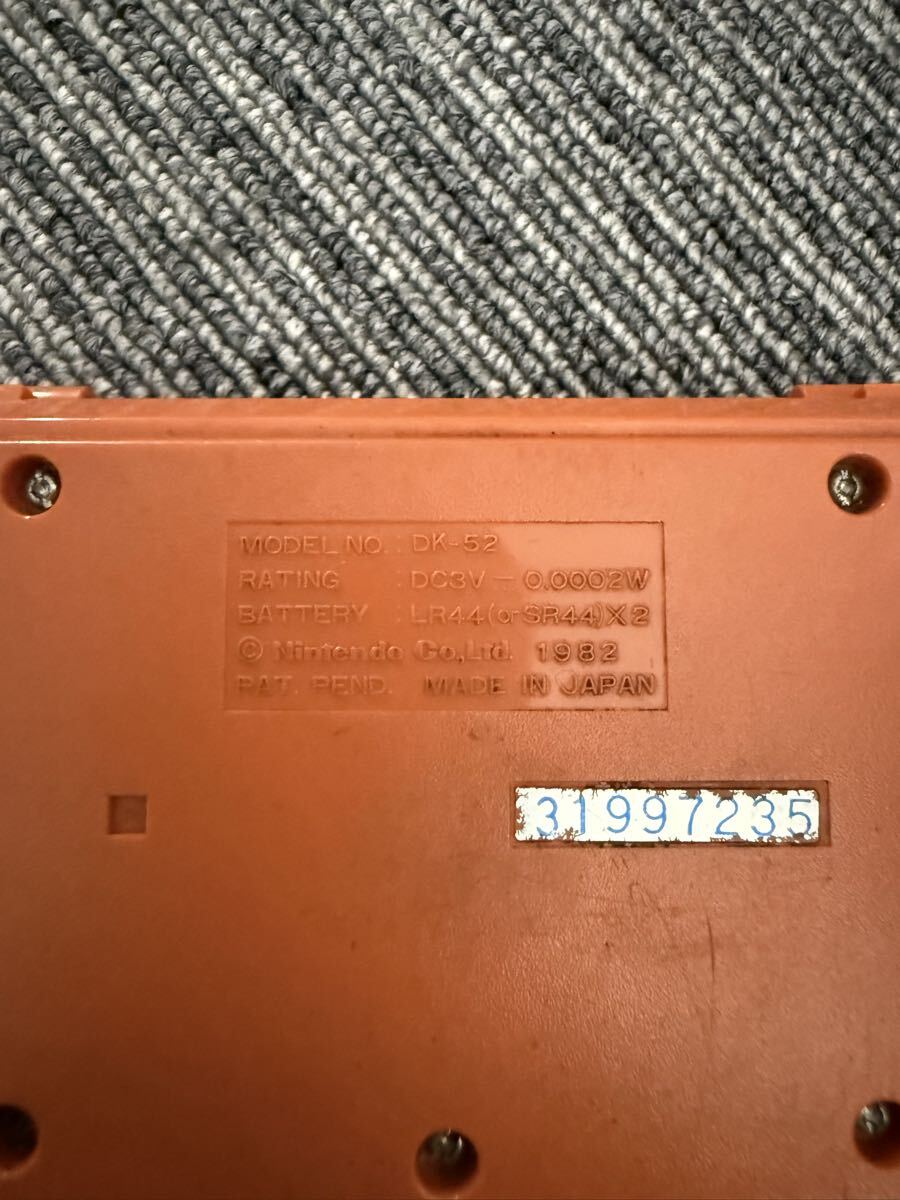 MODEL NO. : DK-52
RATING : DC3V — 0.0002W
BATTERY : LR44(or SR44)X2
© Nintendo Co.,Ltd. 1982
PAT. PEND. MADE IN JAPAN
31997235